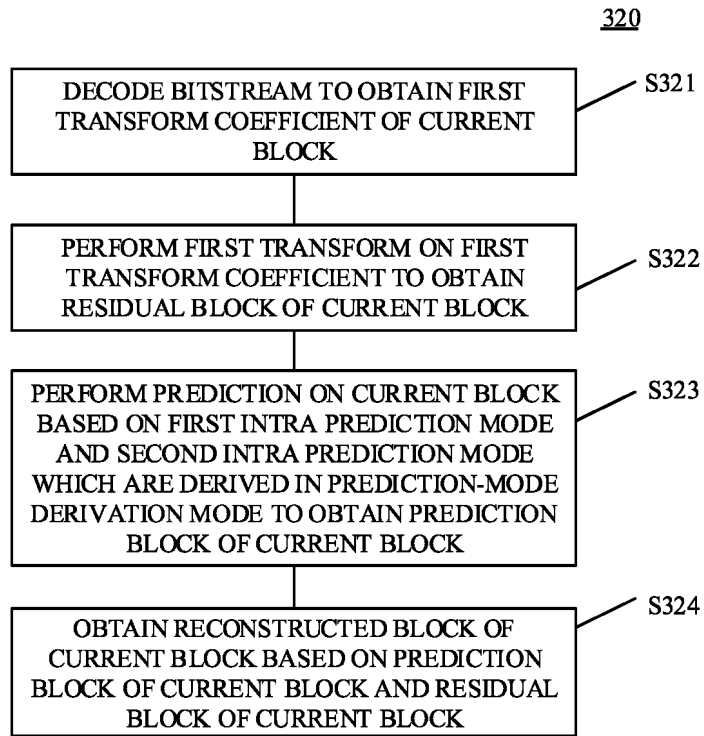 320
DECODE BITSTREAM TO OBTAIN FIRST
TRANSFORM COEFFICIENT OF CURRENT
BLOCK
S321
PERFORM FIRST TRANSFORM ON FIRST
TRANSFORM COEFFICIENT TO OBTAIN
RESIDUAL BLOCK OF CURRENT BLOCK
S322
PERFORM PREDICTION ON CURRENT BLOCK
BASED ON FIRST INTRA PREDICTION MODE
AND SECOND INTRA PREDICTION MODE
WHICH ARE DERIVED IN PREDICTION-MODE
DERIVATION MODE TO OBTAIN PREDICTION
BLOCK OF CURRENT BLOCK
S323
OBTAIN RECONSTRUCTED BLOCK OF
CURRENT BLOCK BASED ON PREDICTION
BLOCK OF CURRENT BLOCK AND RESIDUAL
BLOCK OF CURRENT BLOCK
S324